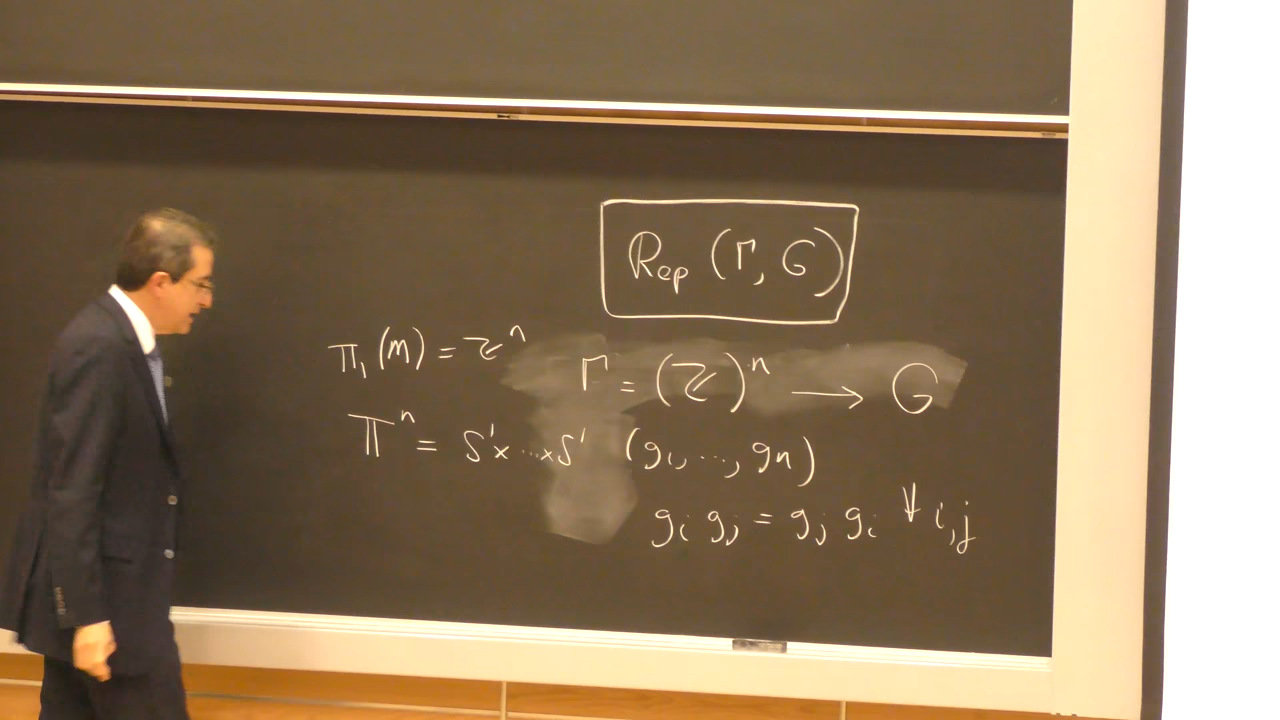 Rep (Γ, G)
π₁(M) = ℤⁿ
Γ = (ℤ)ⁿ → G
𝕋ⁿ = S¹×...×S¹
(g₁, ..., gₙ)
gᵢ gⱼ = gⱼ gᵢ ∀ i,j